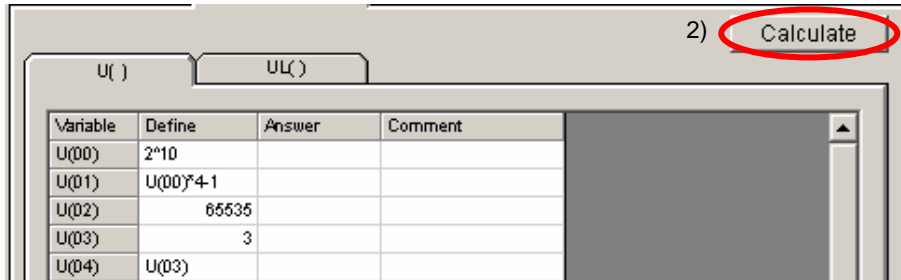 2) Calculate
U( ) UL( )
Variable Define Answer Comment
U(00) 2^10
U(01) U(00)*4-1
U(02) 65535
U(03) 3
U(04) U(03)